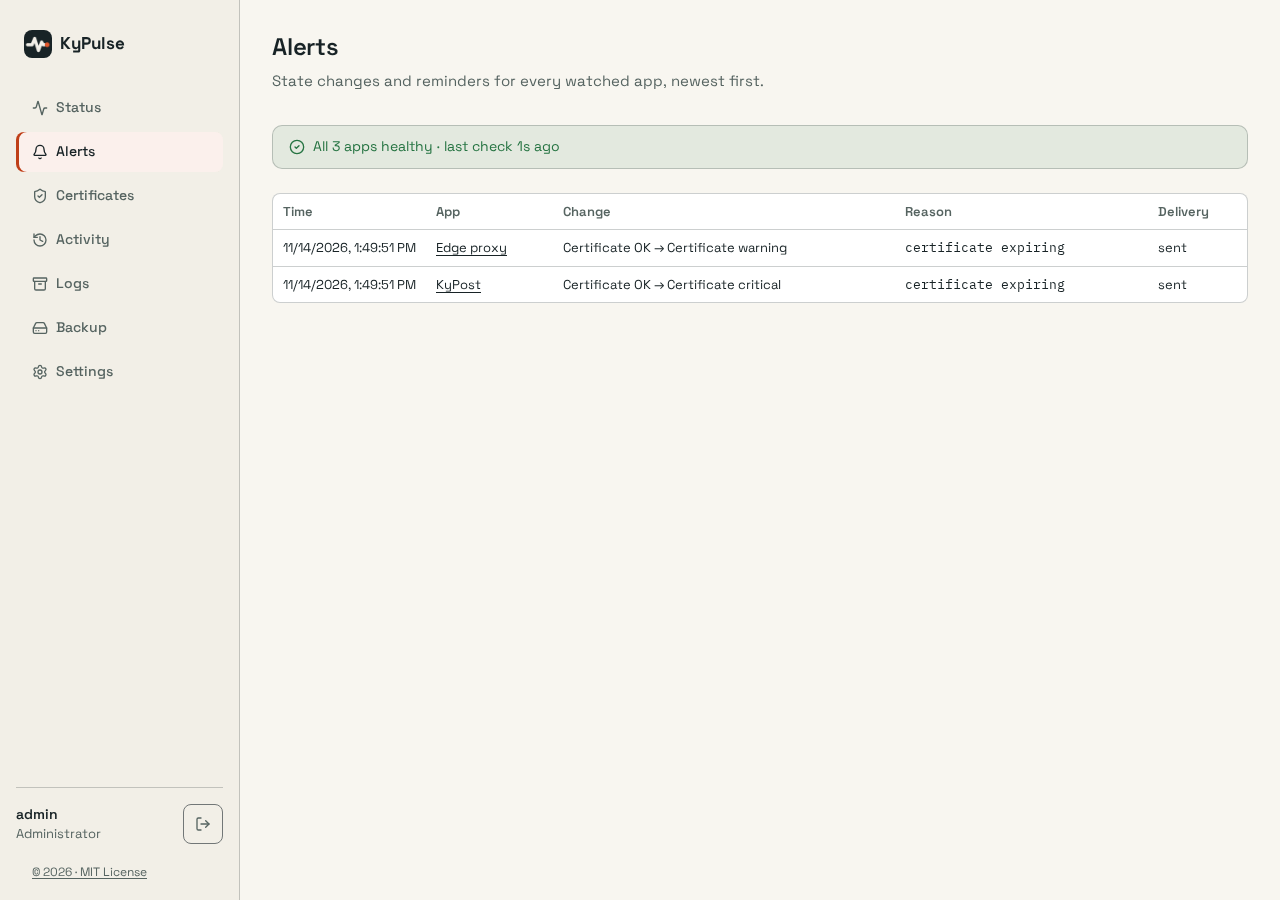 KyPulse
Status
Alerts
Certificates
Activity
Logs
Backup
Settings
admin
Administrator
© 2026 · MIT License
Alerts
State changes and reminders for every watched app, newest first.
All 3 apps healthy · last check 1s ago
Time App Change Reason Delivery
11/14/2026, 1:49:51 PM Edge proxy Certificate OK → Certificate warning certificate expiring sent
11/14/2026, 1:49:51 PM KyPost Certificate OK → Certificate critical certificate expiring sent